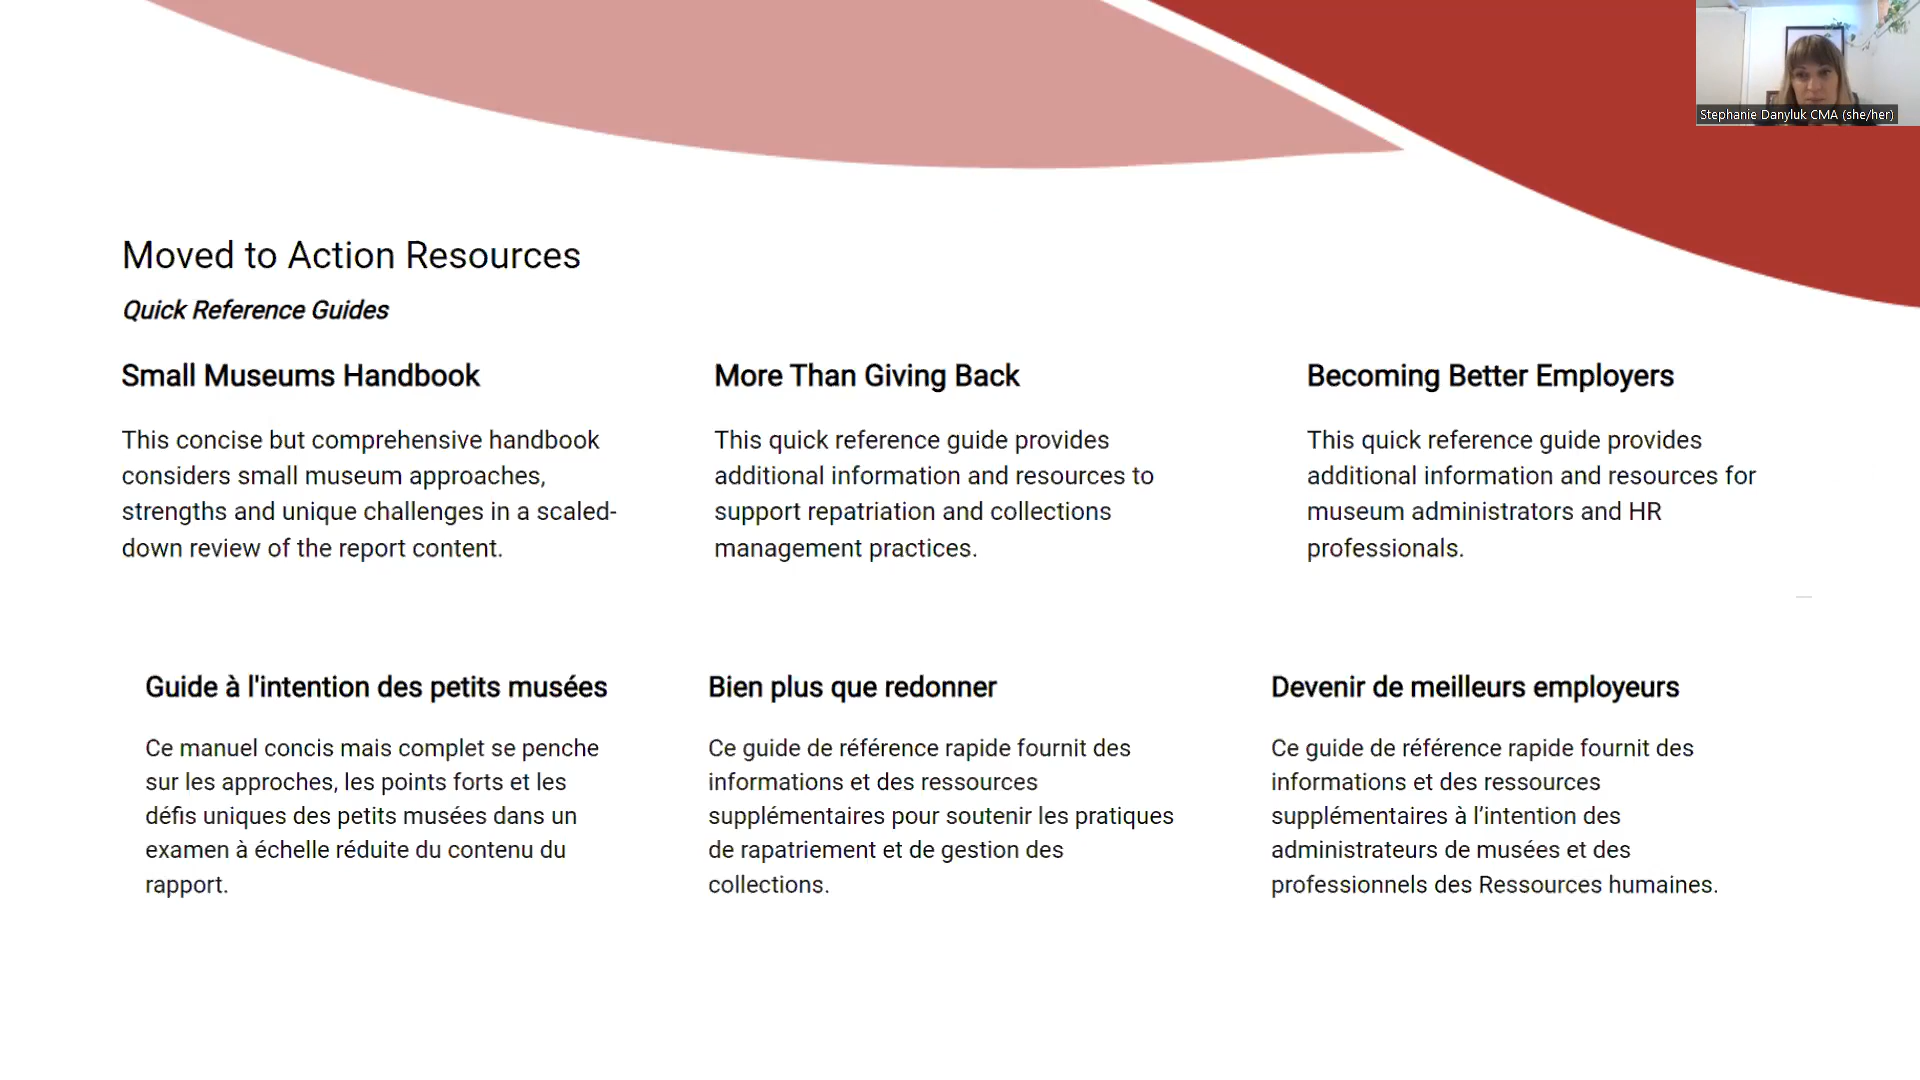 Stephanie Danyluk CMA (she/her)
Moved to Action Resources
Quick Reference Guides
Small Museums Handbook
This concise but comprehensive handbook
considers small museum approaches,
strengths and unique challenges in a scaled-
down review of the report content.
More Than Giving Back
This quick reference guide provides
additional information and resources to
support repatriation and collections
management practices.
Becoming Better Employers
This quick reference guide provides
additional information and resources for
museum administrators and HR
professionals.
Guide à l'intention des petits musées
Ce manuel concis mais complet se penche
sur les approches, les points forts et les
défis uniques des petits musées dans un
examen à échelle réduite du contenu du
rapport.
Bien plus que redonner
Ce guide de référence rapide fournit des
informations et des ressources
supplémentaires pour soutenir les pratiques
de rapatriement et de gestion des
collections.
Devenir de meilleurs employeurs
Ce guide de référence rapide fournit des
informations et des ressources
supplémentaires à l’intention des
administrateurs de musées et des
professionnels des Ressources humaines.